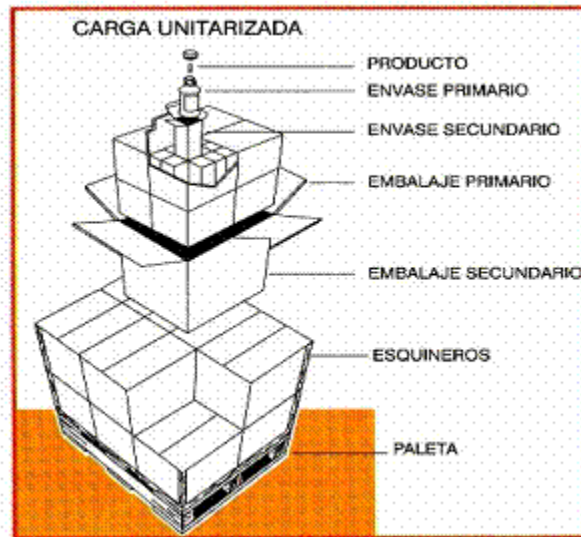 CARGA UNITARIZADA
PRODUCTO
ENVASE PRIMARIO
ENVASE SECUNDARIO
EMBALAJE PRIMARIO
EMBALAJE SECUNDARIO
ESQUINEROS
PALETA